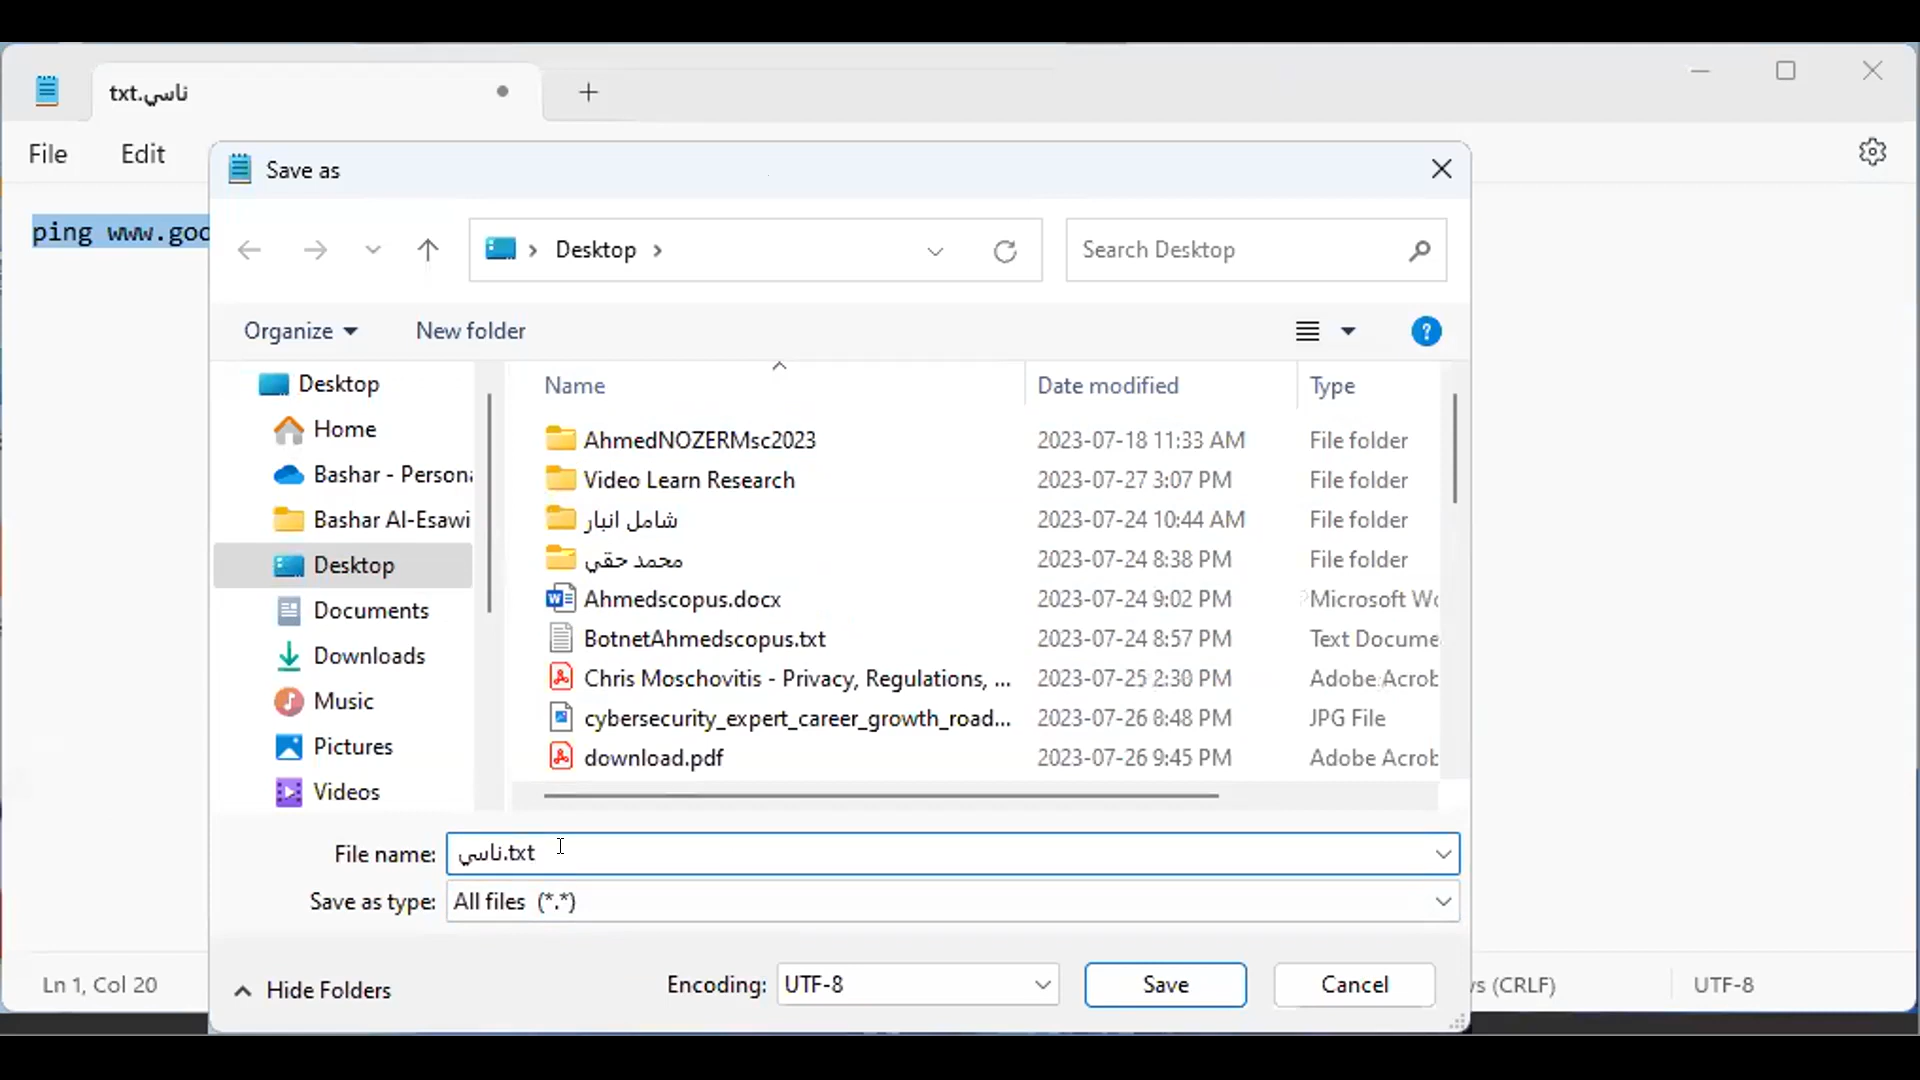 ناسي.txt
File Edit
Save as
ping www.goo
Desktop
Search Desktop
Organize New folder
Desktop
Home
Bashar - Persona
Bashar Al-Esawi
Desktop
Documents
Downloads
Music
Pictures
Videos
Name Date modified Type
AhmedNOZERMsc2023 2023-07-18 11:33 AM File folder
Video Learn Research 2023-07-27 3:07 PM File folder
شامل انبار 2023-07-24 10:44 AM File folder
محمد حقي 2023-07-24 8:38 PM File folder
Ahmedscopus.docx 2023-07-24 9:02 PM Microsoft Wo
BotnetAhmedscopus.txt 2023-07-24 8:57 PM Text Docume
Chris Moschovitis - Privacy, Regulations, ... 2023-07-25 2:30 PM Adobe Acrob
cybersecurity_expert_career_growth_road... 2023-07-26 8:48 PM JPG File
download.pdf 2023-07-26 9:45 PM Adobe Acrob
File name: ناسي.txt
Save as type: All files (*.*)
Hide Folders Encoding: UTF-8 Save Cancel
Ln 1, Col 20 vs (CRLF) UTF-8